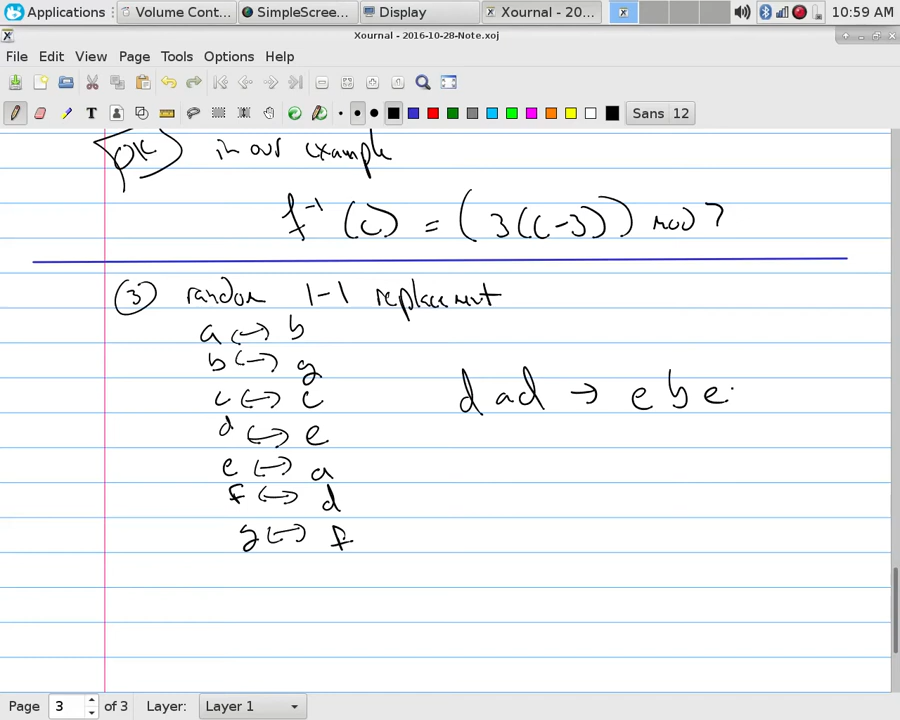 Applications Volume Cont... SimpleScree... Display Xournal - 20... 10:59 AM
Xournal - 2016-10-28-Note.xoj
File Edit View Page Tools Options Help
T Sans 12
pk in our example
f⁻¹ (c) = (3(c-3)) mod 7
③ random 1-1 replacement
a ↔ b
b ↔ g
c ↔ c
d ↔ e
d ad → e b e
e ↔ a
f ↔ d
g ↔ f
Page 3 of 3 Layer: Layer 1